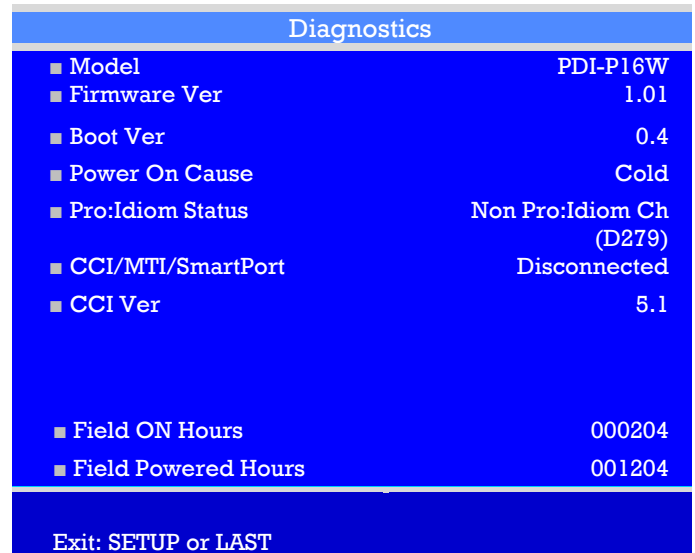 Diagnostics
Model PDI-P16W
Firmware Ver 1.01
Boot Ver 0.4
Power On Cause Cold
Pro:Idiom Status Non Pro:Idiom Ch
(D279)
CCI/MTI/SmartPort Disconnected
CCI Ver 5.1
Field ON Hours 000204
Field Powered Hours 001204
Exit: SETUP or LAST